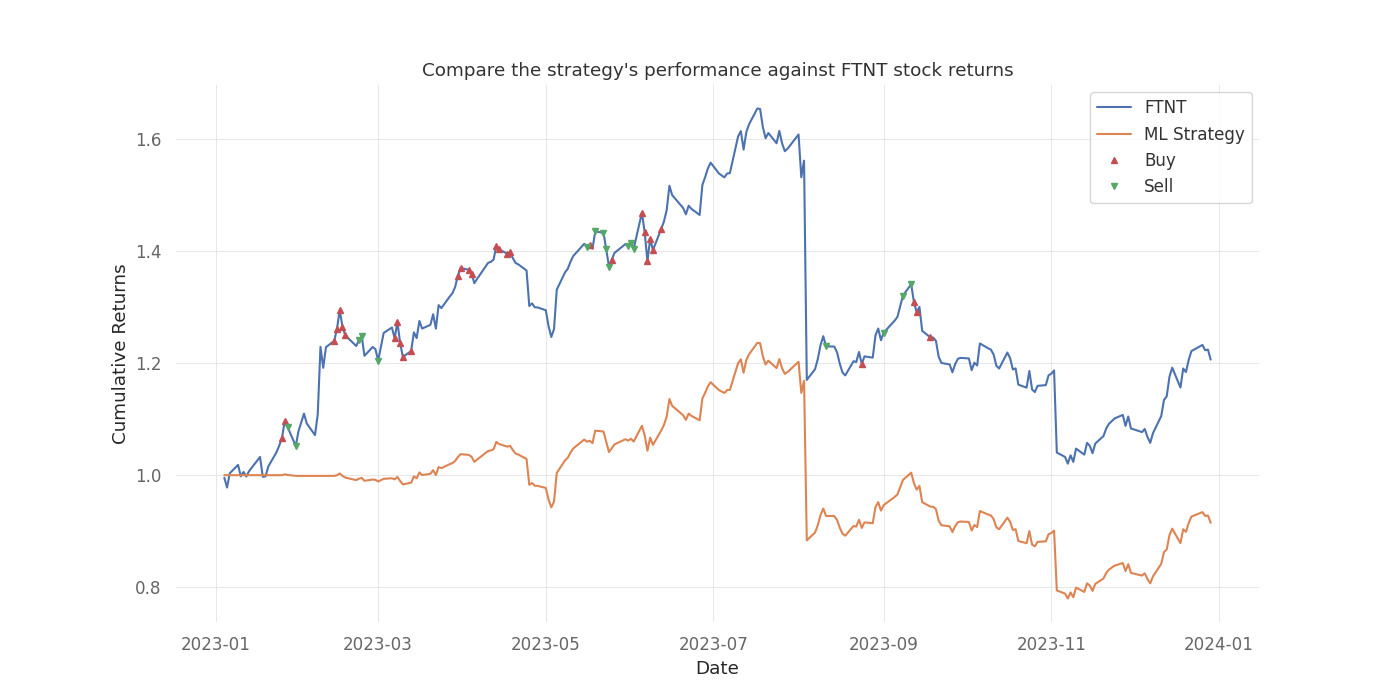 Compare the strategy's performance against FTNT stock returns
FTNT
ML Strategy
Buy
Sell
Cumulative Returns
1.6
1.4
1.2
1.0
0.8
2023-01 2023-03 2023-05 2023-07 2023-09 2023-11 2024-01
Date